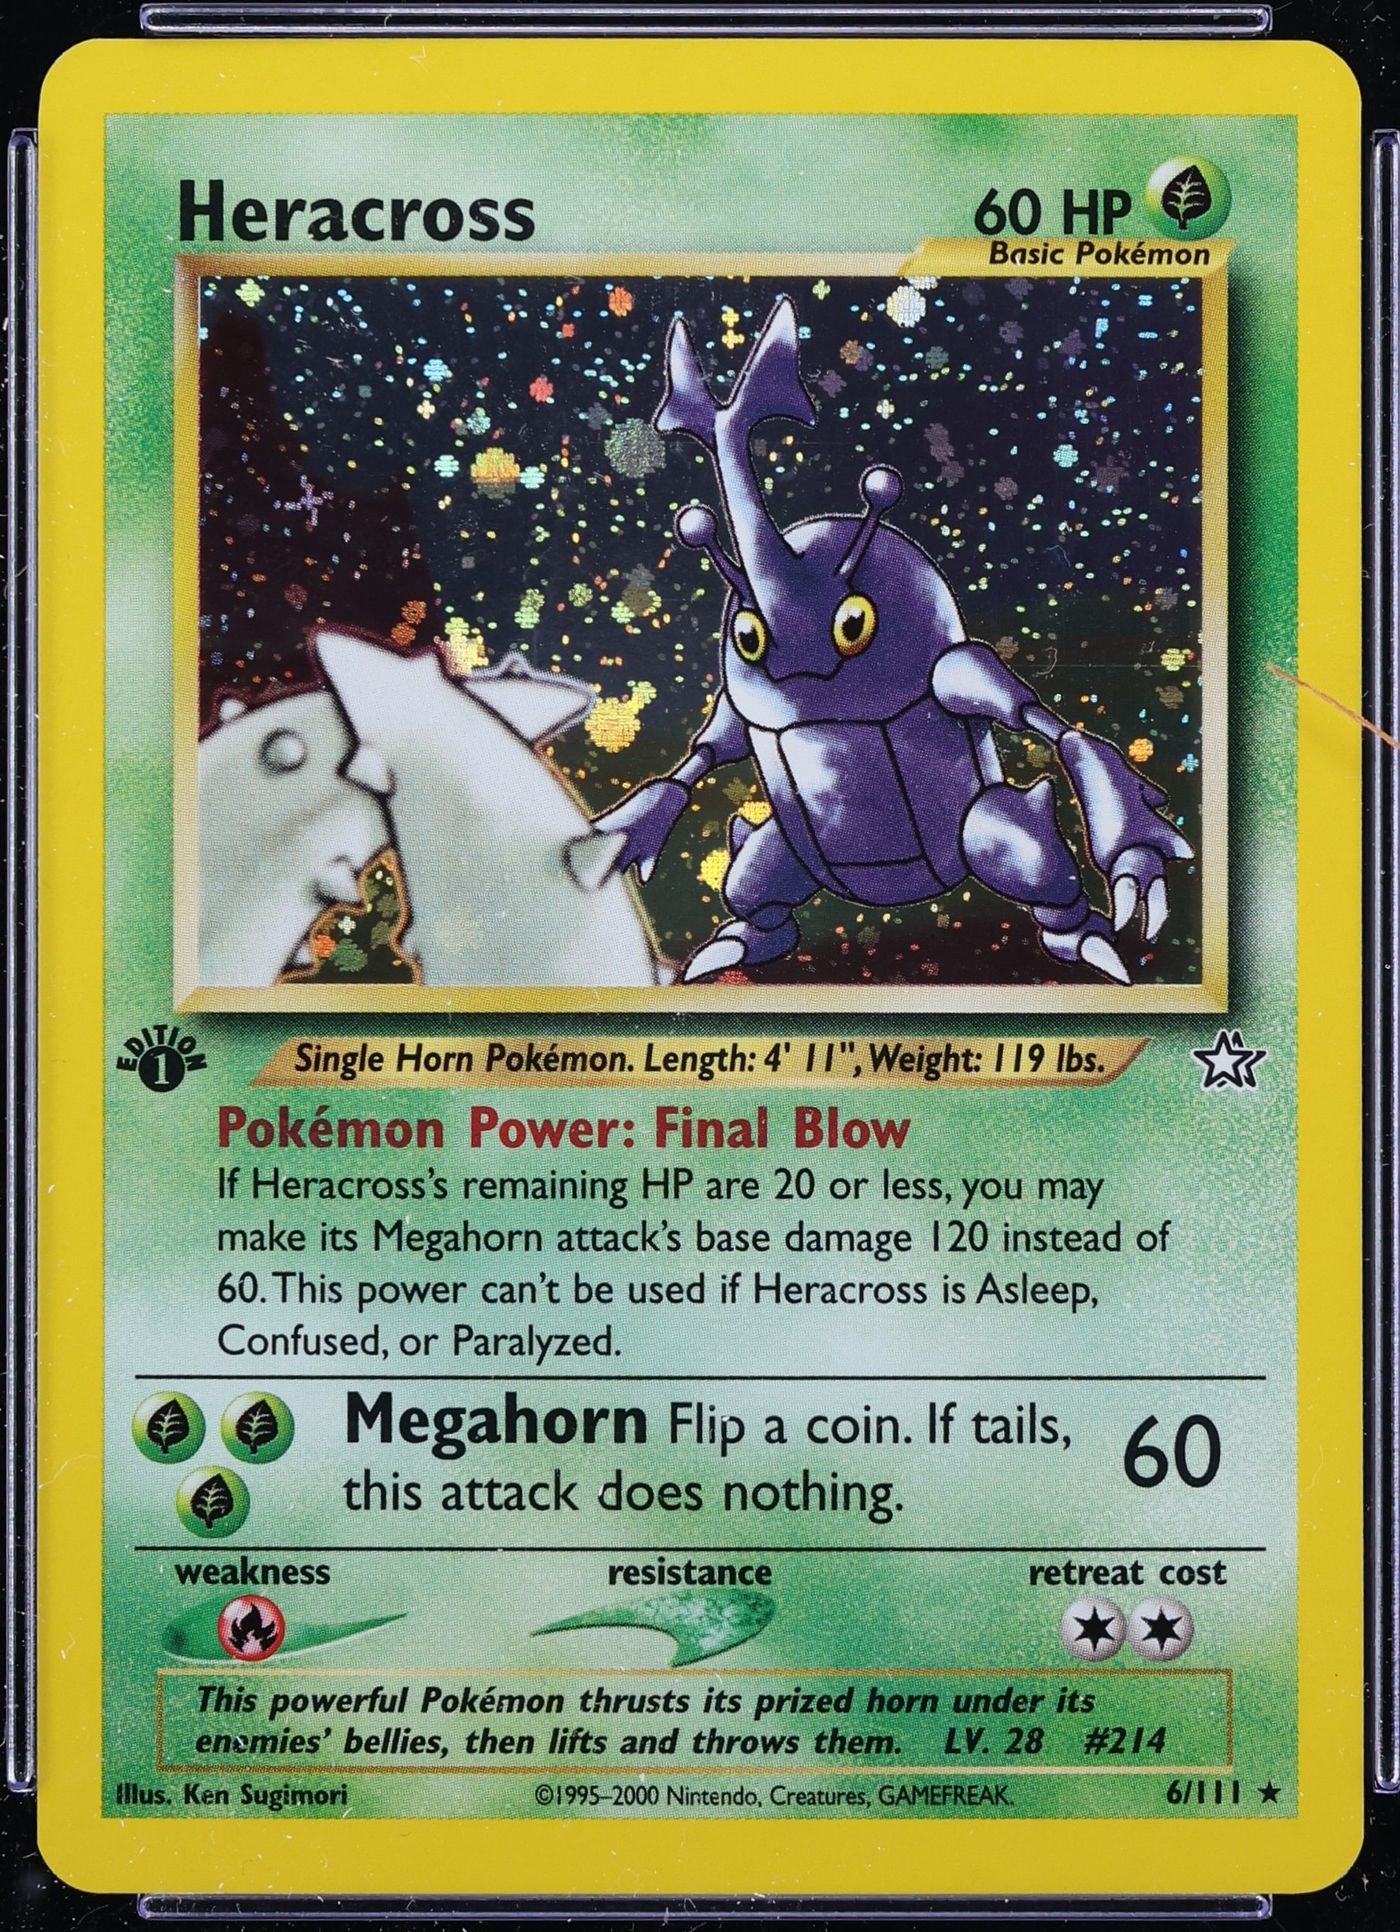 Heracross
60 HP
Basic Pokémon
EDITION
1
Single Horn Pokémon. Length: 4' 11", Weight: 119 lbs.
Pokémon Power: Final Blow
If Heracross's remaining HP are 20 or less, you may
make its Megahorn attack's base damage 120 instead of
60. This power can't be used if Heracross is Asleep,
Confused, or Paralyzed.
Megahorn Flip a coin. If tails,
this attack does nothing.
60
weakness
resistance
retreat cost
This powerful Pokémon thrusts its prized horn under its
enemies' bellies, then lifts and throws them. LV. 28 #214
Illus. Ken Sugimori
©1995–2000 Nintendo, Creatures, GAMEFREAK.
6/111 ★